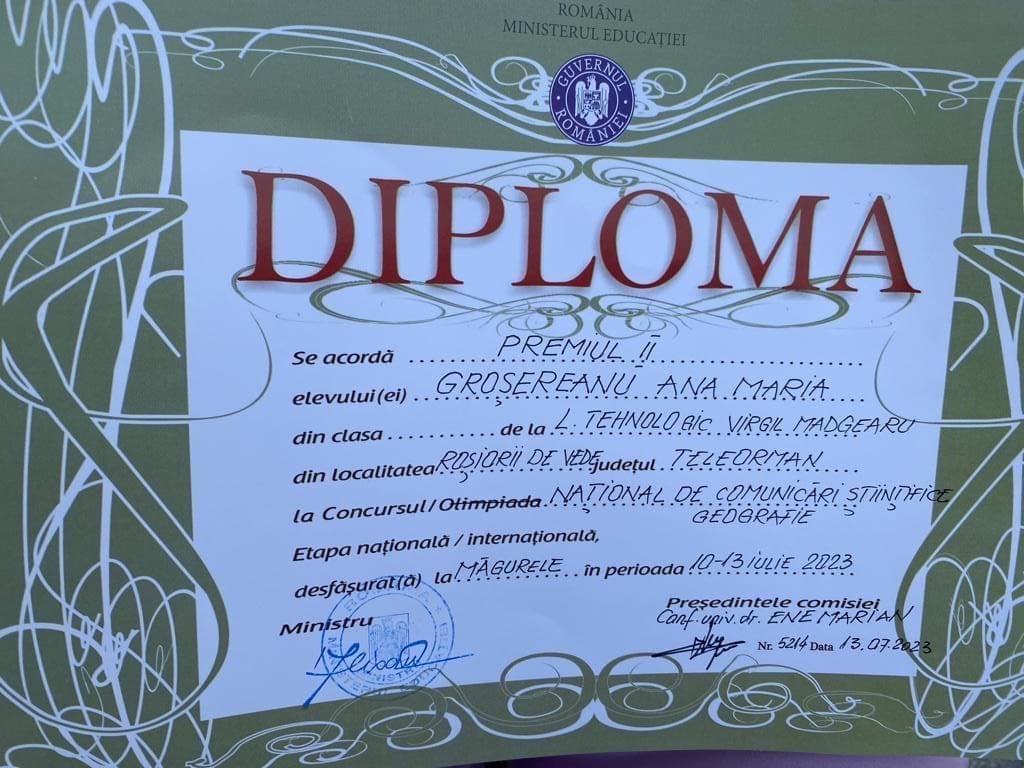 ROMÂNIA
MINISTERUL EDUCAȚIEI
GUVERNUL ROMÂNIEI
DIPLOMA
Se acordă ........ PREMIUL II ........
elevului(ei) GROȘEREANU ANA MARIA
din clasa .......... de la L. TEHNOLOGIC VIRGIL MADGEARU
din localitatea ROȘIORII DE VEDE județul TELEORMAN
la Concursul/Olimpiada NAȚIONAL DE COMUNICĂRI ȘTIINȚIFICE
GEOGRAFIE
Etapa națională / internațională,
desfășurat(ă) la MĂGURELE în perioada 10-13 iulie 2023
Ministru
Președintele comisiei
Conf. univ. dr. ENE MARIAN
Nr. 5214 Data 13.07.2023
ROMÂNIA